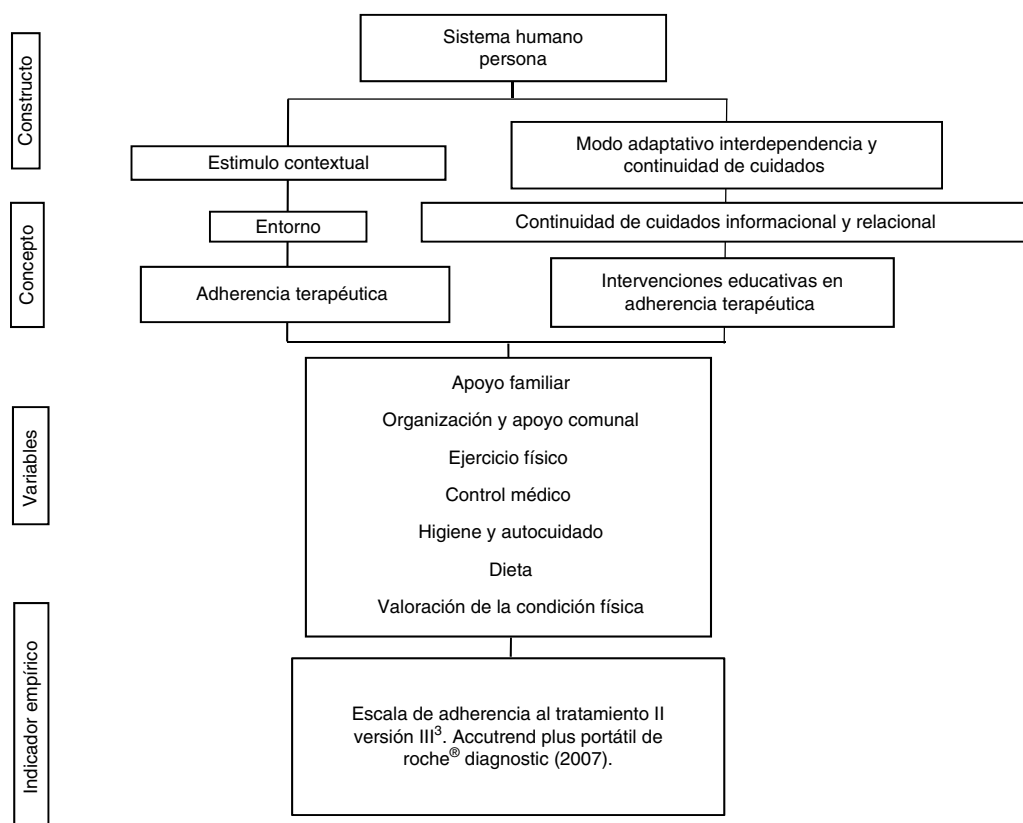 Constructo
Sistema humano
persona
Estimulo contextual
Modo adaptativo interdependencia y
continuidad de cuidados
Concepto
Entorno
Continuidad de cuidados informacional y relacional
Adherencia terapéutica
Intervenciones educativas en
adherencia terapéutica
Variables
Apoyo familiar
Organización y apoyo comunal
Ejercicio físico
Control médico
Higiene y autocuidado
Dieta
Valoración de la condición física
Indicador empírico
Escala de adherencia al tratamiento II
versión III³. Accutrend plus portátil de
roche® diagnostic (2007).